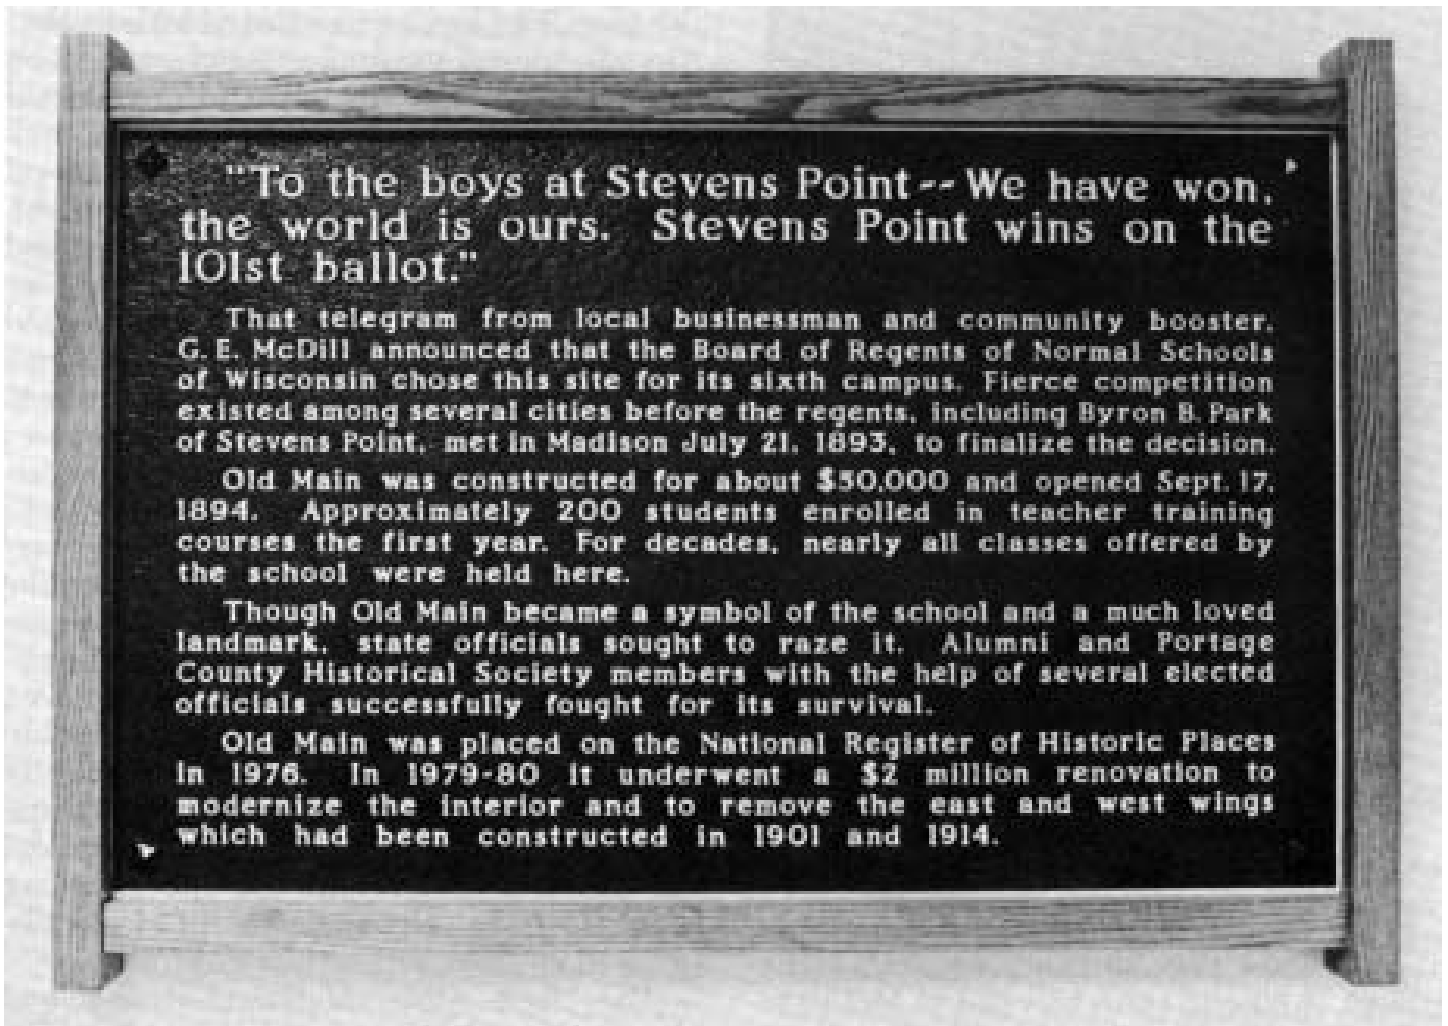 "To the boys at Stevens Point--We have won,
the world is ours. Stevens Point wins on the
101st ballot."
That telegram from local businessman and community booster,
G. E. McDill announced that the Board of Regents of Normal Schools
of Wisconsin chose this site for its sixth campus. Fierce competition
existed among several cities before the regents, including Byron B. Park
of Stevens Point, met in Madison July 21, 1893, to finalize the decision.
Old Main was constructed for about $50,000 and opened Sept. 17,
1894. Approximately 200 students enrolled in teacher training
courses the first year. For decades, nearly all classes offered by
the school were held here.
Though Old Main became a symbol of the school and a much loved
landmark, state officials sought to raze it. Alumni and Portage
County Historical Society members with the help of several elected
officials successfully fought for its survival.
Old Main was placed on the National Register of Historic Places
in 1976. In 1979-80 it underwent a $2 million renovation to
modernize the interior and to remove the east and west wings
which had been constructed in 1901 and 1914.